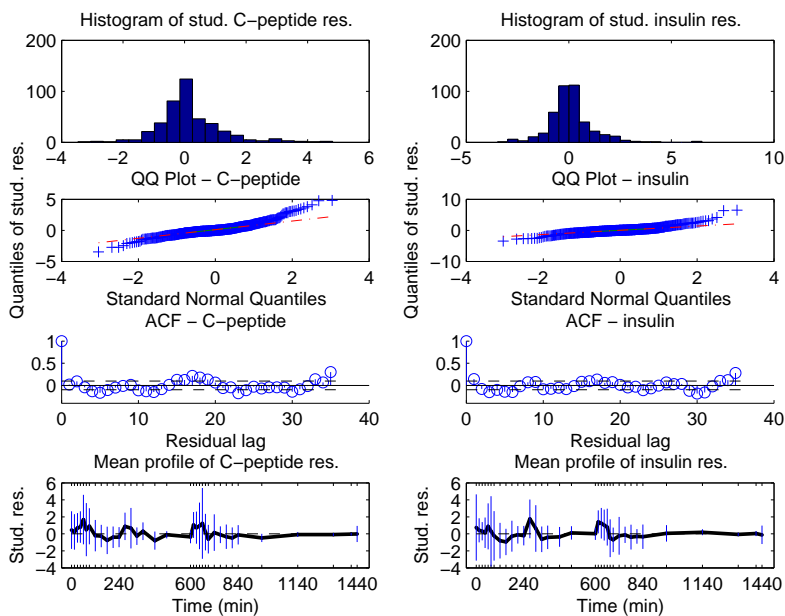 Histogram of stud. C−peptide res.
200
100
0
−4 −2 0 2 4 6
Histogram of stud. insulin res.
200
100
0
−5 0 5 10
QQ Plot − C−peptide
Quantiles of stud. res.
5
0
−5
−4 −2 0 2 4
Standard Normal Quantiles
QQ Plot − insulin
Quantiles of stud. res.
10
0
−10
−4 −2 0 2 4
Standard Normal Quantiles
ACF − C−peptide
1
0.5
0
0 10 20 30 40
Residual lag
ACF − insulin
1
0.5
0
0 10 20 30 40
Residual lag
Mean profile of C−peptide res.
Stud. res.
6
4
2
0
−2
−4
0 240 600 840 1140 1440
Time (min)
Mean profile of insulin res.
Stud. res.
6
4
2
0
−2
−4
0 240 600 840 1140 1440
Time (min)